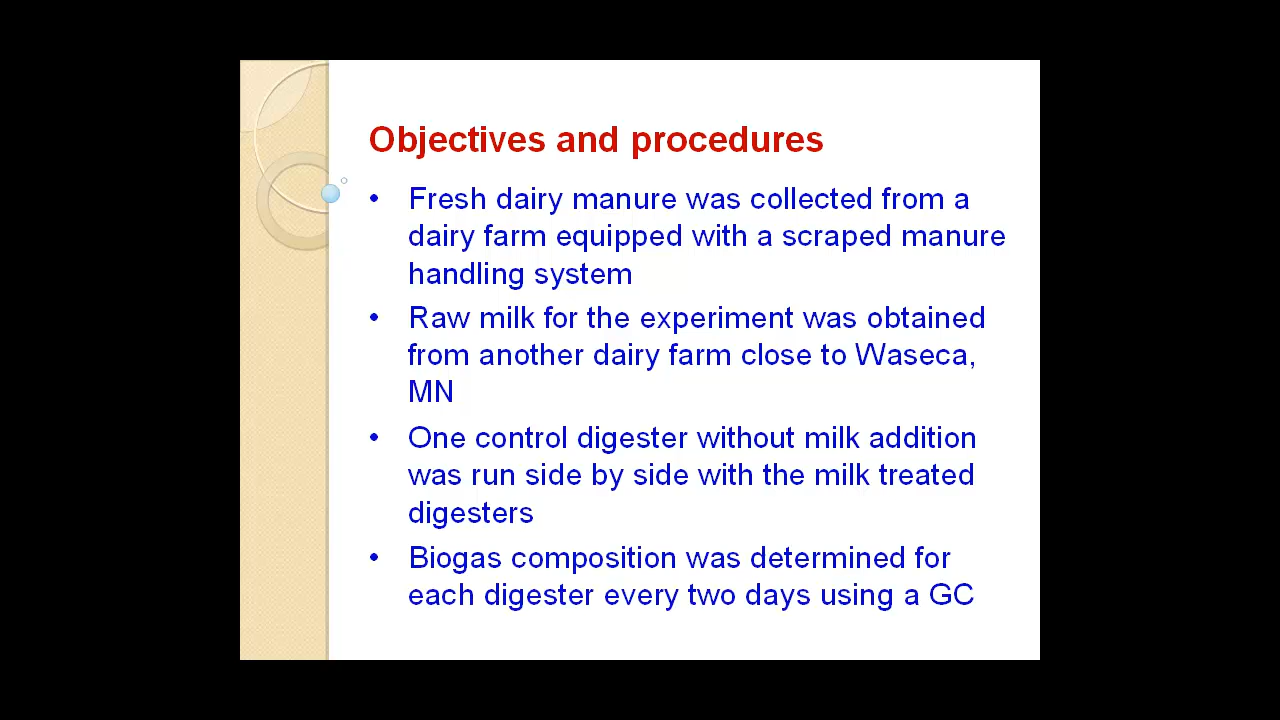 Objectives and procedures
• Fresh dairy manure was collected from a
dairy farm equipped with a scraped manure
handling system
• Raw milk for the experiment was obtained
from another dairy farm close to Waseca,
MN
• One control digester without milk addition
was run side by side with the milk treated
digesters
• Biogas composition was determined for
each digester every two days using a GC